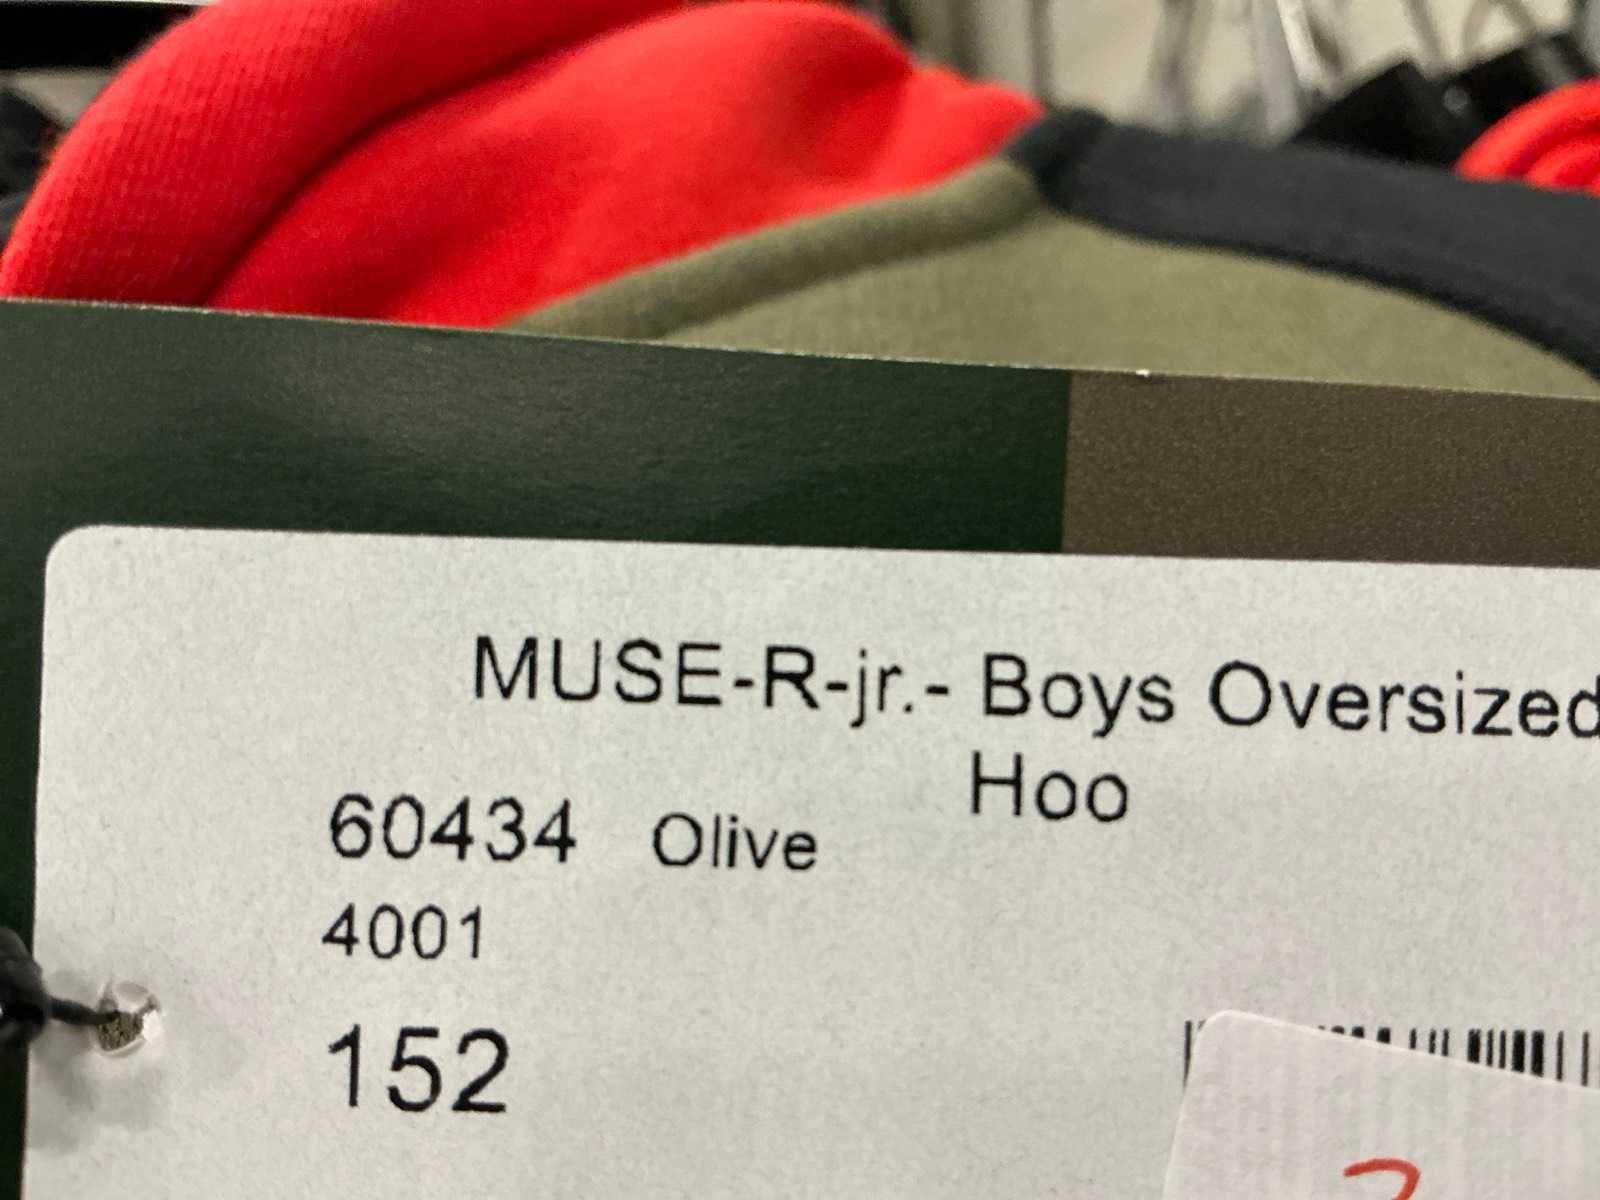 MUSE-R-jr.- Boys Oversized
Hoo
60434 Olive
4001
152